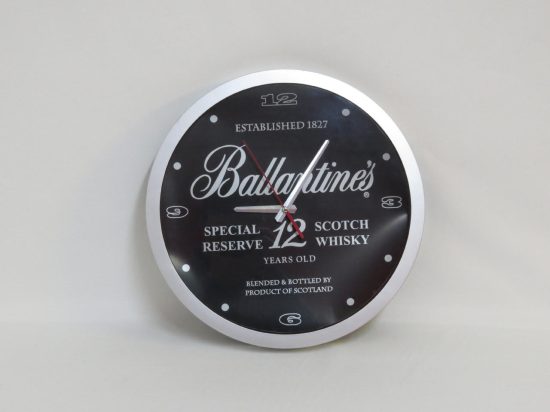 12
ESTABLISHED 1827
Ballantine's®
9
3
SPECIAL 12 SCOTCH
RESERVE WHISKY
YEARS OLD
BLENDED & BOTTLED BY
PRODUCT OF SCOTLAND
6